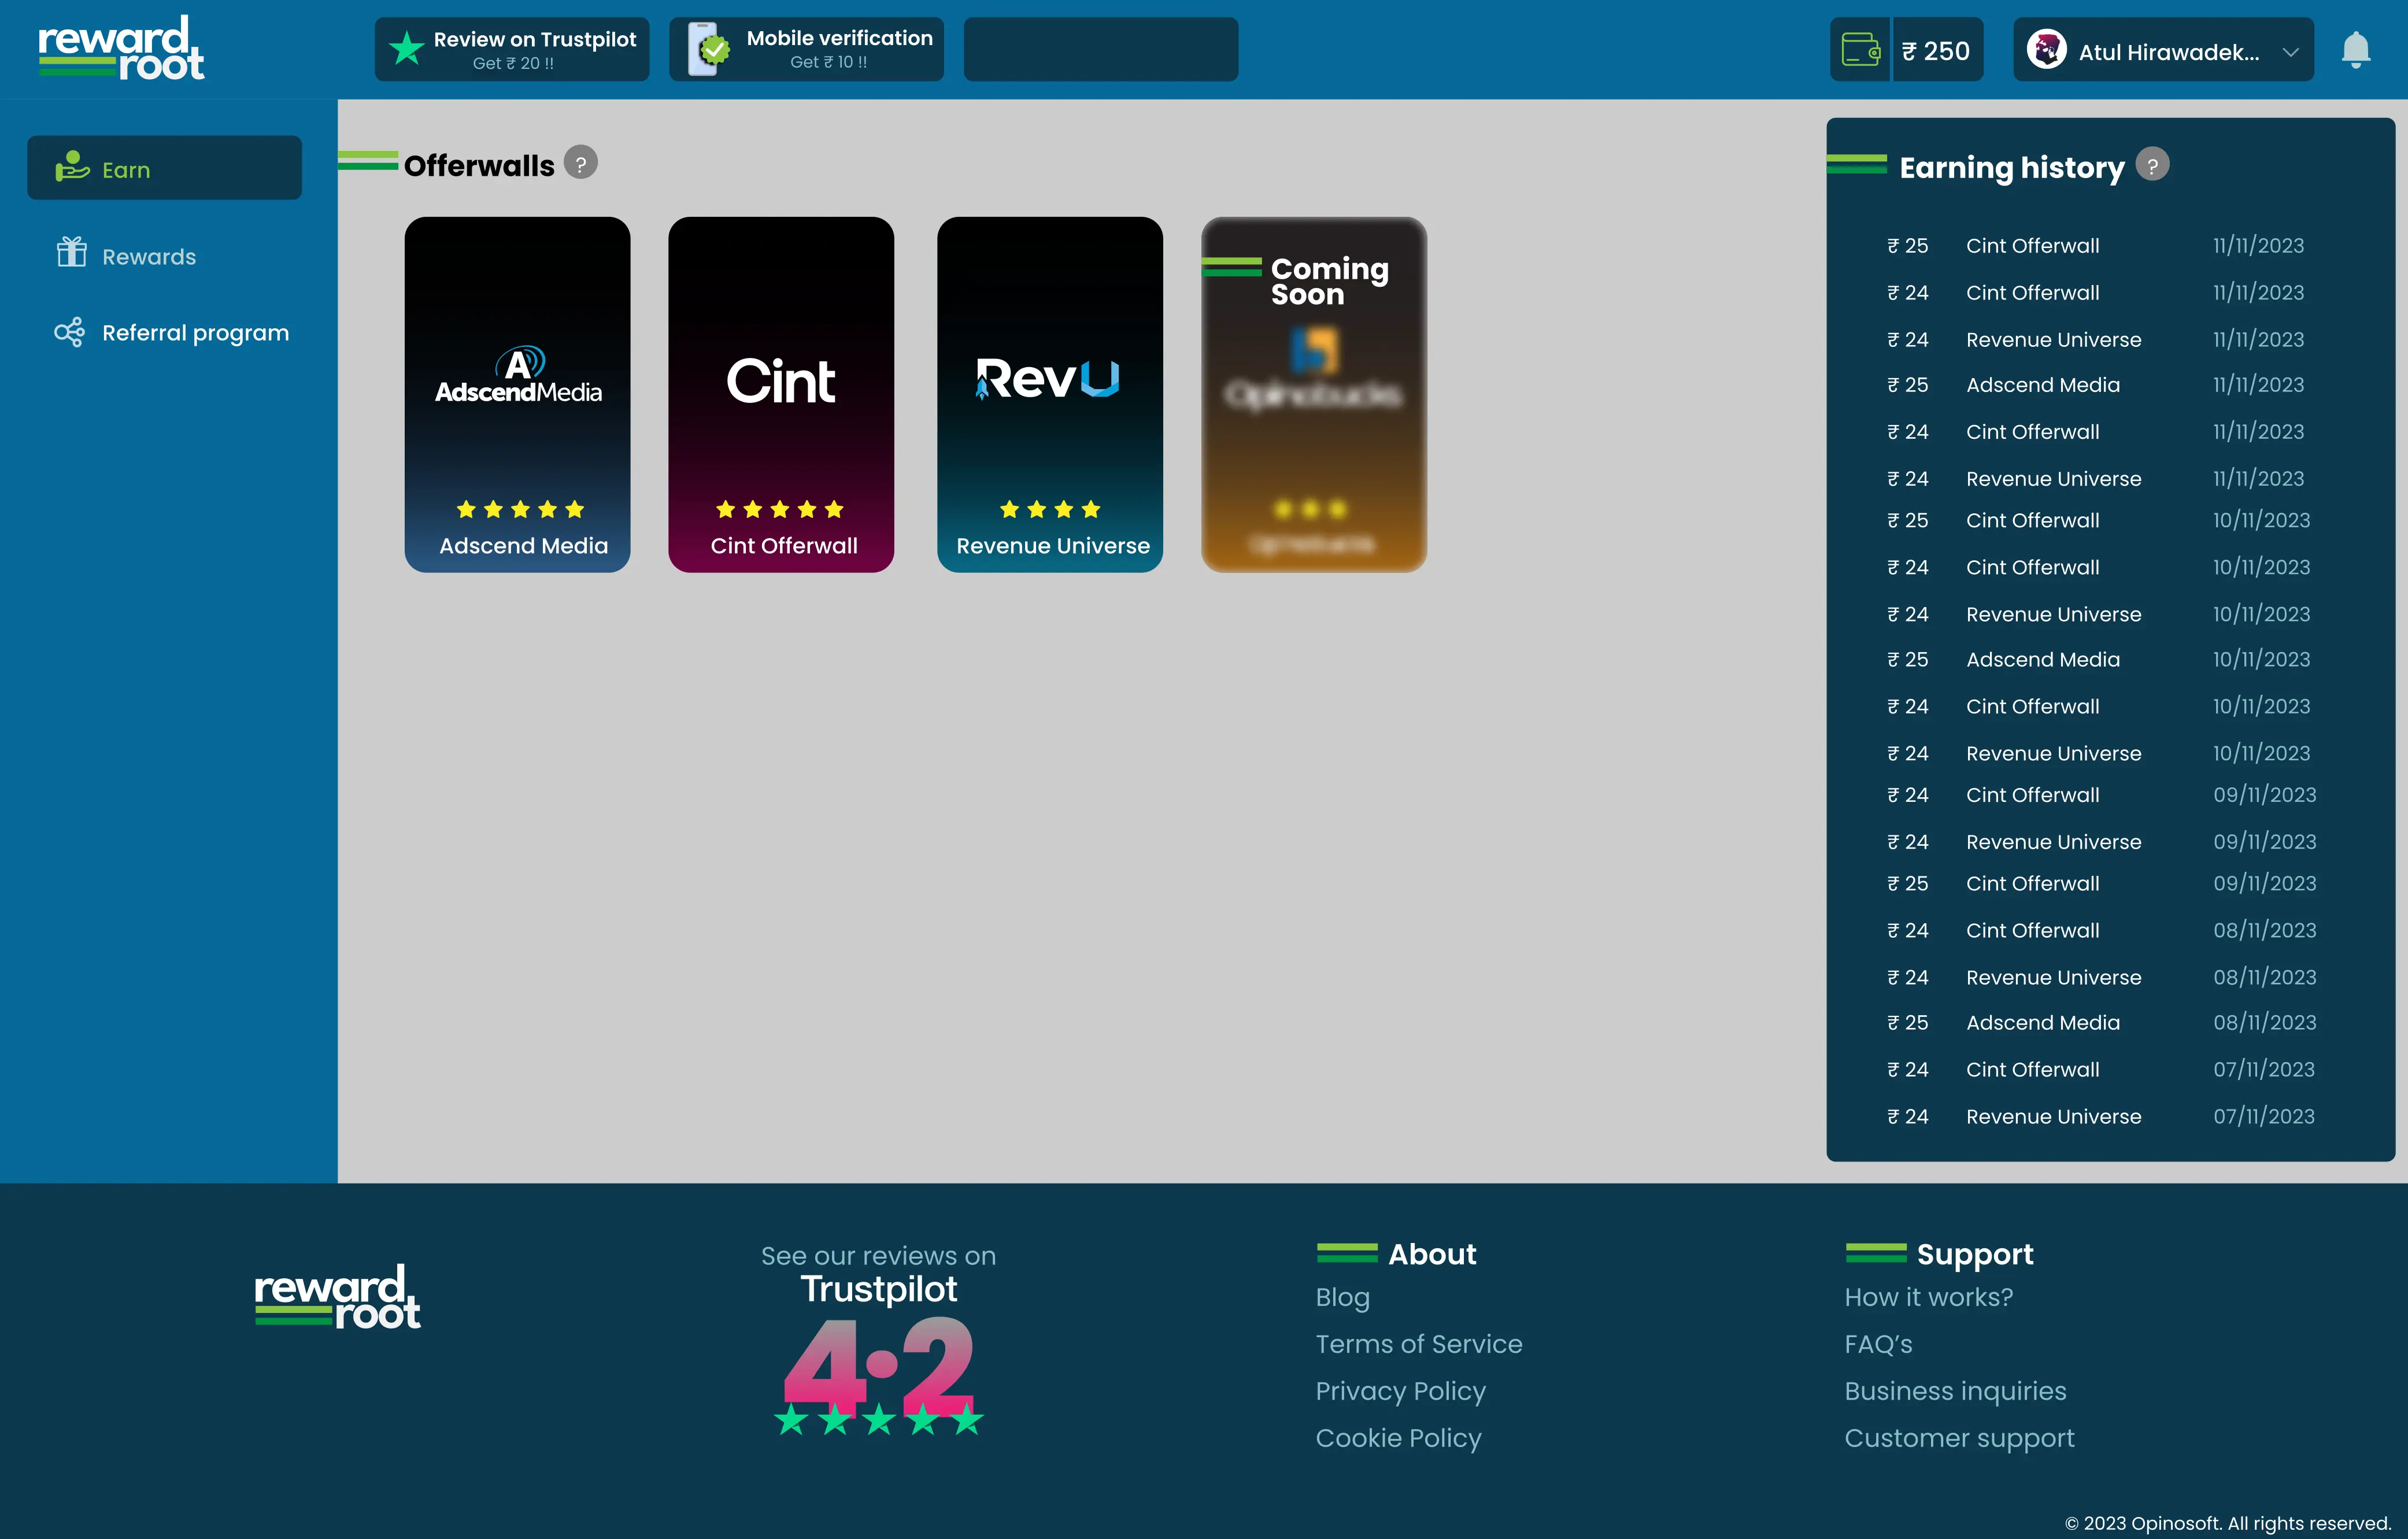 reward
root
Review on Trustpilot
Get ₹ 20 !!
Mobile verification
Get ₹ 10 !!
₹ 250
Atul Hirawadek...
Earn
Rewards
Referral program
Offerwalls ?
AdscendMedia
Adscend Media
Cint
Cint Offerwall
RevU
Revenue Universe
Coming
Soon
Opinobucks
Opinobucks
Earning history ?
₹ 25 Cint Offerwall 11/11/2023
₹ 24 Cint Offerwall 11/11/2023
₹ 24 Revenue Universe 11/11/2023
₹ 25 Adscend Media 11/11/2023
₹ 24 Cint Offerwall 11/11/2023
₹ 24 Revenue Universe 11/11/2023
₹ 25 Cint Offerwall 10/11/2023
₹ 24 Cint Offerwall 10/11/2023
₹ 24 Revenue Universe 10/11/2023
₹ 25 Adscend Media 10/11/2023
₹ 24 Cint Offerwall 10/11/2023
₹ 24 Revenue Universe 10/11/2023
₹ 24 Cint Offerwall 09/11/2023
₹ 24 Revenue Universe 09/11/2023
₹ 25 Cint Offerwall 09/11/2023
₹ 24 Cint Offerwall 08/11/2023
₹ 24 Revenue Universe 08/11/2023
₹ 25 Adscend Media 08/11/2023
₹ 24 Cint Offerwall 07/11/2023
₹ 24 Revenue Universe 07/11/2023
reward
root
See our reviews on
Trustpilot
4.2
About
Blog
Terms of Service
Privacy Policy
Cookie Policy
Support
How it works?
FAQ’s
Business inquiries
Customer support
© 2023 Opinosoft. All rights reserved.